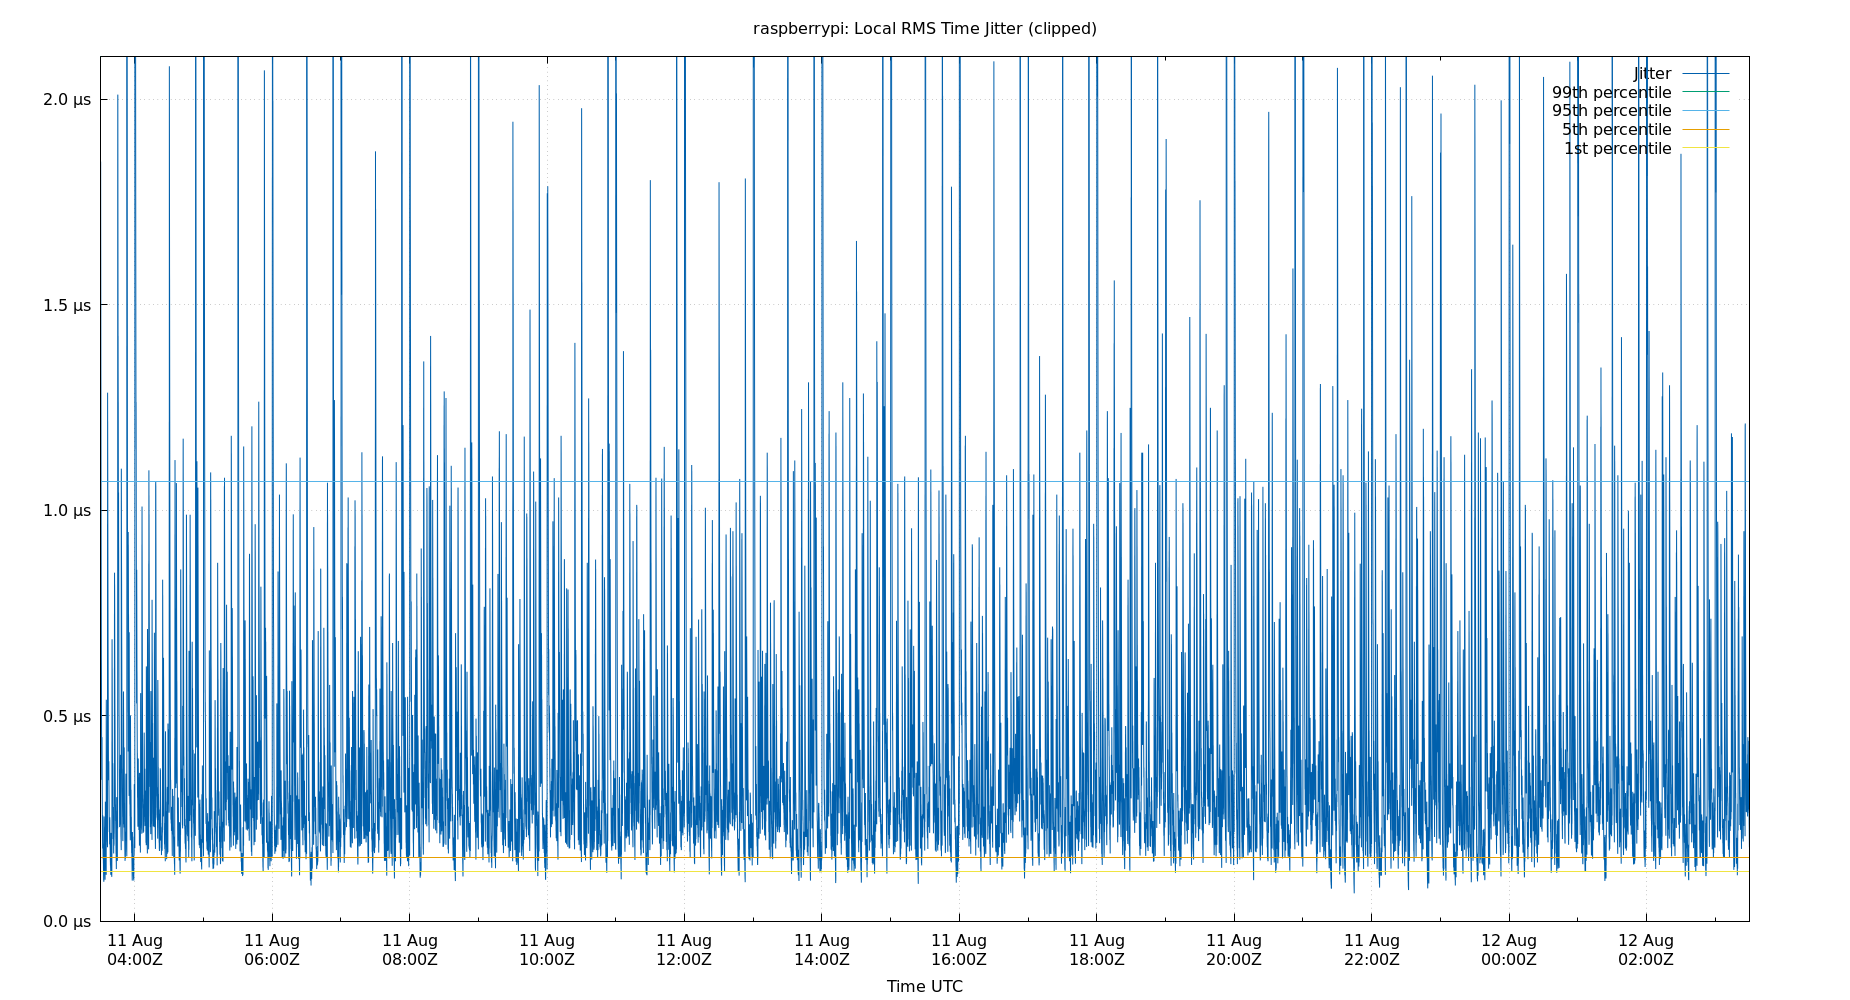 raspberrypi: Local RMS Time Jitter (clipped)
2.0 µs
1.5 µs
1.0 µs
0.5 µs
0.0 µs
Jitter
99th percentile
95th percentile
5th percentile
1st percentile
11 Aug 11 Aug 11 Aug 11 Aug 11 Aug 11 Aug 11 Aug 11 Aug 11 Aug 11 Aug 12 Aug 12 Aug
04:00Z 06:00Z 08:00Z 10:00Z 12:00Z 14:00Z 16:00Z 18:00Z 20:00Z 22:00Z 00:00Z 02:00Z
Time UTC